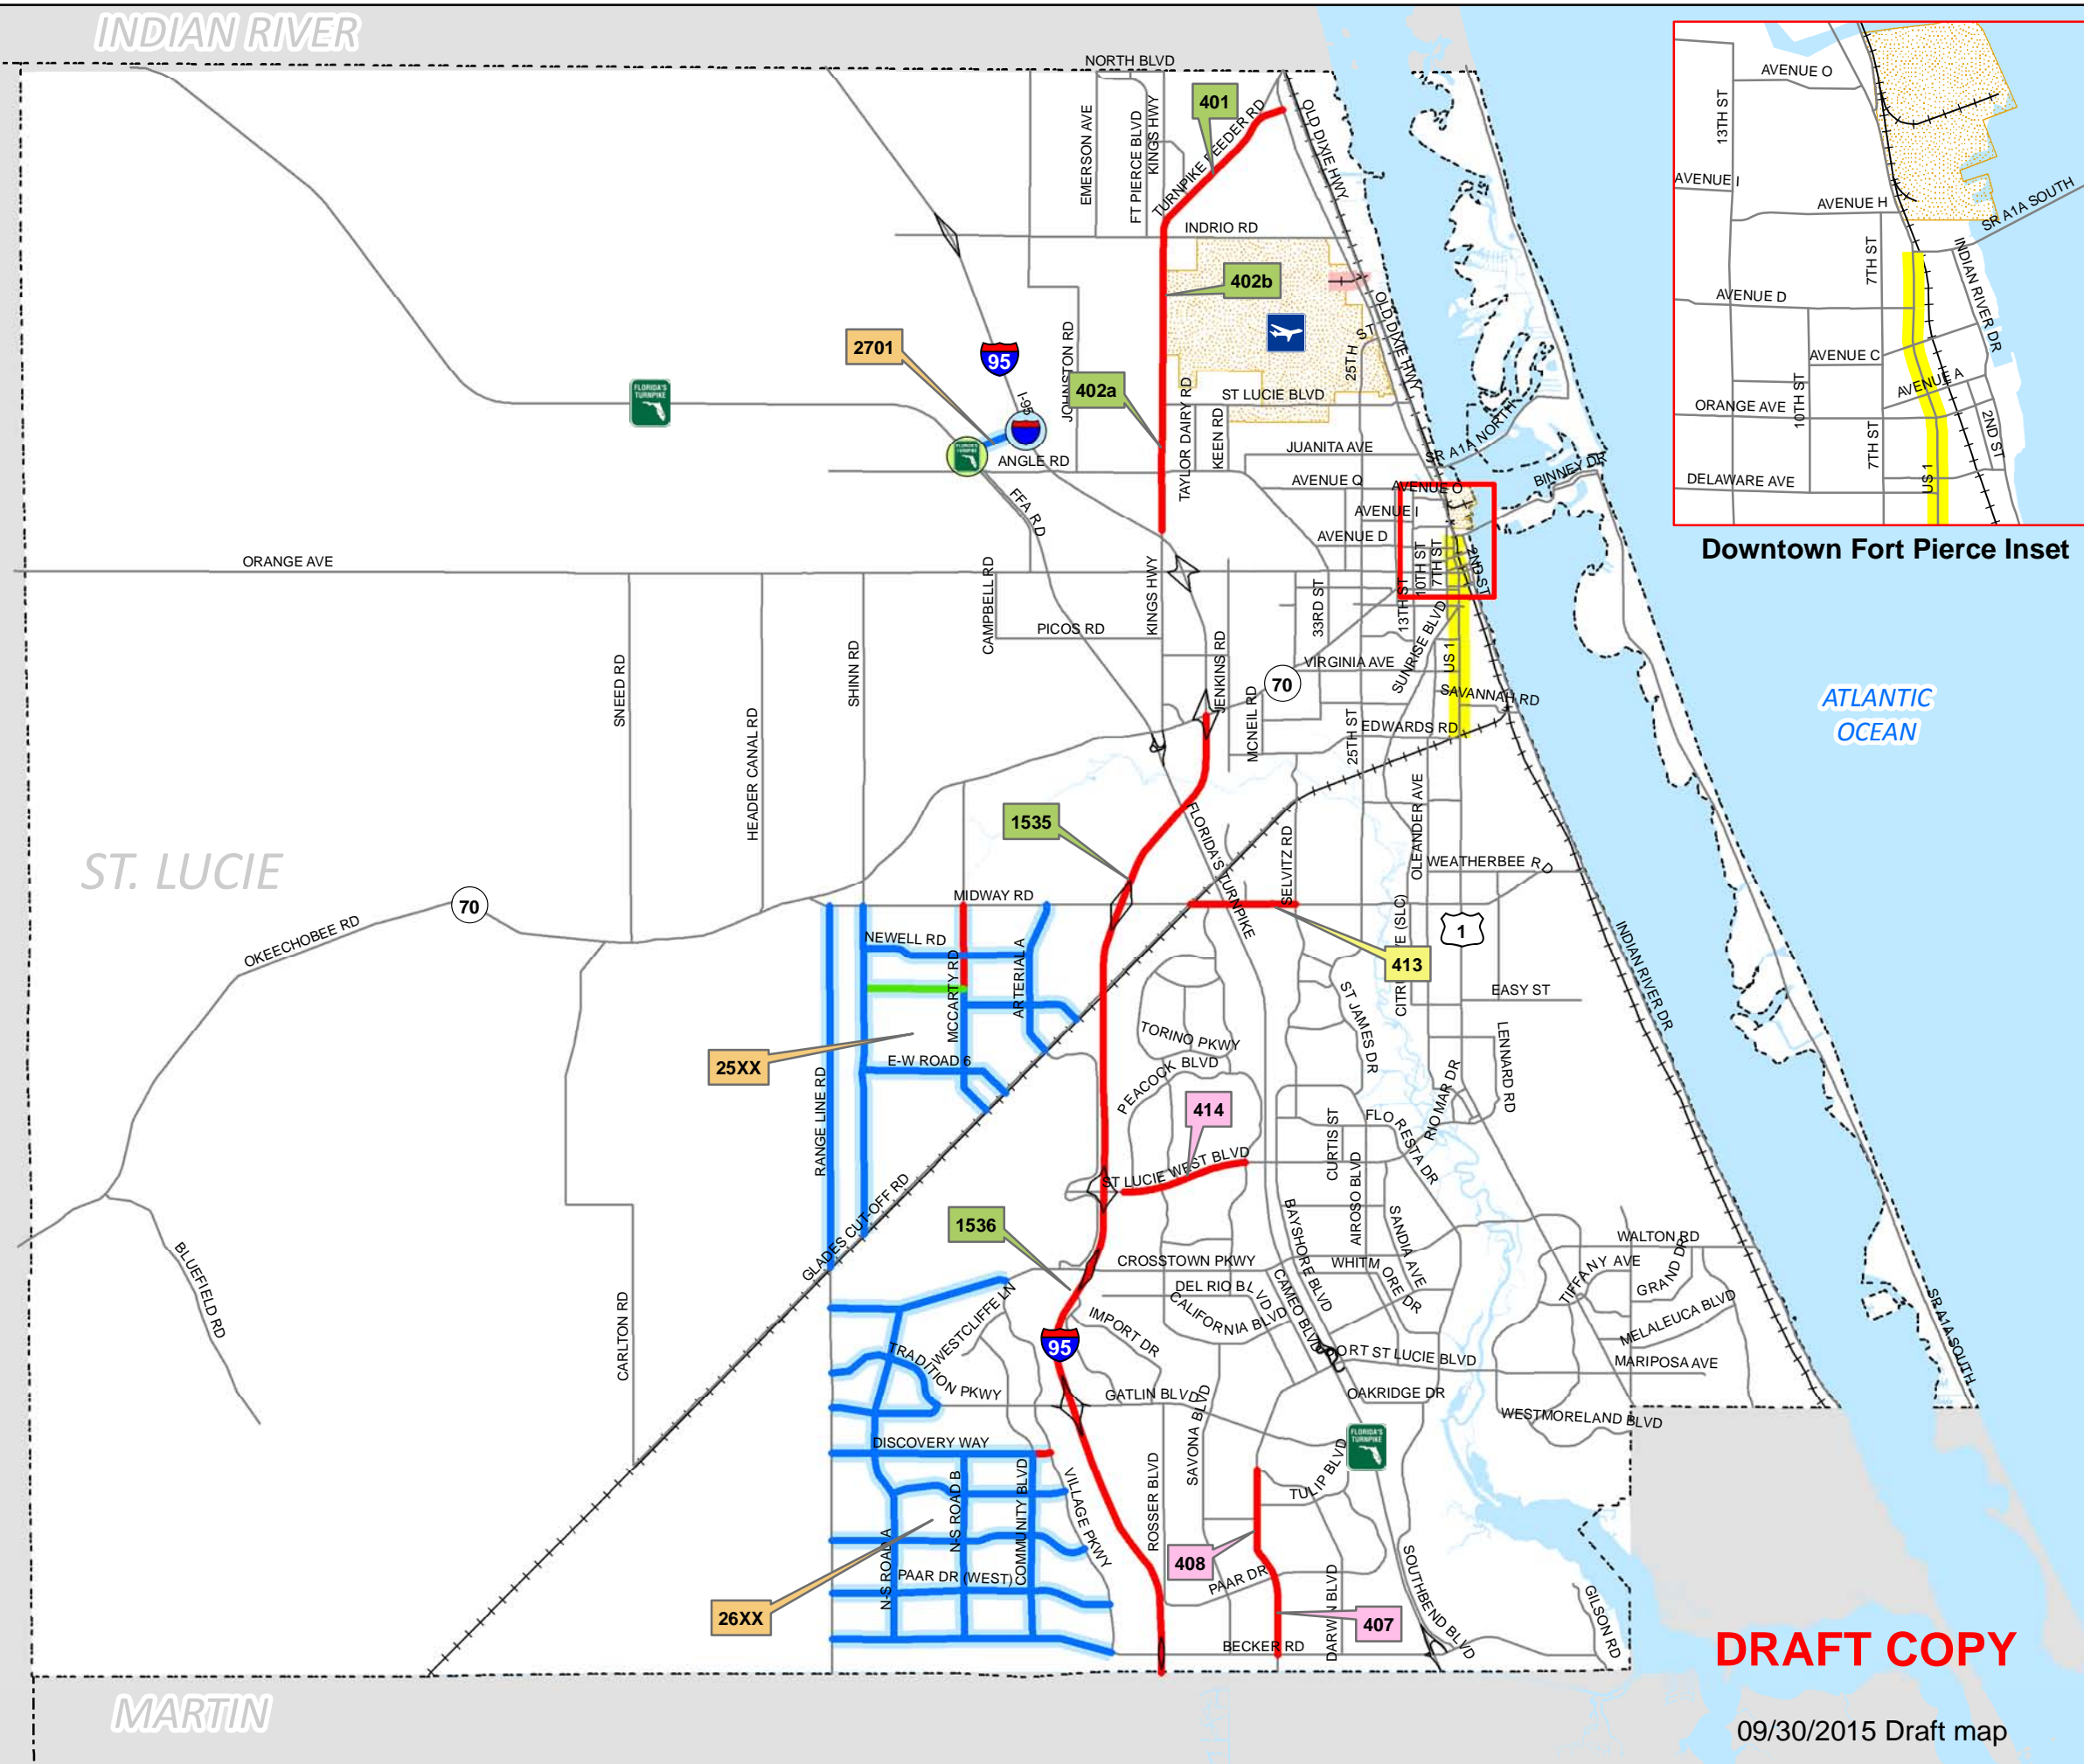 INDIAN RIVER
NORTH BLVD
401
EMERSON AVE
FT PIERCE BLVD
KINGS HWY
TURNPIKE FEEDER RD
OLD DIXIE HWY
INDRIO RD
402b
2701
95
I-95
JOHNSTON RD
402a
25TH ST
OLD DIXIE HWY
FLORIDA'S
TURNPIKE
TAYLOR DAIRY RD
KEEN RD
ST LUCIE BLVD
JUANITA AVE
SR A1A NORTH
FLORIDA'S
TURNPIKE
ANGLE RD
FFA RD
AVENUE Q
AVENUE O
BINNEY DR
AVENUE I
AVENUE D
ORANGE AVE
10TH ST
7TH ST
2ND ST
CAMPBELL RD
KINGS HWY
33RD ST
13TH ST
PICOS RD
SUNRISE BLVD
US 1
SNEED RD
SHINN RD
JENKINS RD
VIRGINIA AVE
70
MCNEIL RD
SAVANNAH RD
HEADER CANAL RD
25TH ST
EDWARDS RD
ATLANTIC
OCEAN
1535
FLORIDA'S TURNPIKE
SELVITZ RD
OLEANDER AVE
WEATHERBEE RD
ST. LUCIE
MIDWAY RD
70
OKEECHOBEE RD
NEWELL RD
MCCARTY RD
ARTERIAL A
413
1
INDIAN RIVER DR
EASY ST
ST JAMES DR
TORINO PKWY
LENNARD RD
25XX
E-W ROAD 6
PEACOCK BLVD
RIO MAR DR
RANGE LINE RD
414
CURTIS ST
FLORESTA DR
ST LUCIE WEST BLVD
AIROSO BLVD
GLADES CUT-OFF RD
1536
BAYSHORE BLVD
SANDIA AVE
WALTON RD
BLUEFIELD RD
CROSSTOWN PKWY
WHITMORE DR
TIFFANY AVE
GRAND DR
DEL RIO BLVD
CAMEO BLVD
CALIFORNIA BLVD
CARLTON RD
WESTCLIFFE LN
IMPORT DR
MELALEUCA BLVD
SR A1A SOUTH
95
TRADITION PKWY
PORT ST LUCIE BLVD
MARIPOSA AVE
GATLIN BLVD
OAKRIDGE DR
WESTMORELAND BLVD
SAVONA BLVD
DISCOVERY WAY
FLORIDA'S
TURNPIKE
N-S ROAD B
COMMUNITY BLVD
VILLAGE PKWY
ROSSER BLVD
TULIP BLVD
408
N-S ROAD A
PAAR DR (WEST)
PAAR DR
26XX
407
DARWIN BLVD
SOUTHBEND BLVD
GILSON RD
BECKER RD
MARTIN
AVENUE O
13TH ST
AVENUE I
AVENUE H
SR A1A SOUTH
7TH ST
INDIAN RIVER DR
AVENUE D
AVENUE C
AVENUE A
ORANGE AVE
10TH ST
7TH ST
2ND ST
US 1
DELAWARE AVE
Downtown Fort Pierce Inset
DRAFT COPY
09/30/2015 Draft map